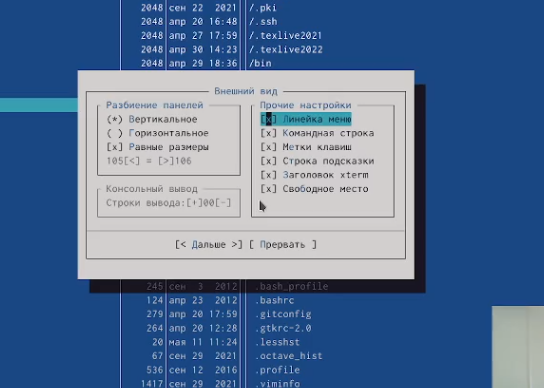 2048 сен 22 2021 /.pki
2048 апр 20 16:48 /.ssh
2048 апр 27 17:59 /.texlive2021
2048 апр 30 14:23 /.texlive2022
2048 апр 29 18:36 /bin
Внешний вид
Разбиение панелей
(*) Вертикальное
( ) Горизонтальное
[x] Равные размеры
105[<] = [>]106
Консольный вывод
Строки вывода:[+]00[-]
Прочие настройки
[x] Линейка меню
[x] Командная строка
[x] Метки клавиш
[x] Строка подсказки
[x] Заголовок xterm
[x] Свободное место
[< Дальше >] [ Прервать ]
245 сен 3 2012 .bash_profile
124 апр 23 2012 .bashrc
279 апр 20 17:59 .gitconfig
264 апр 20 12:28 .gtkrc-2.0
20 мая 11 11:24 .lesshst
67 сен 29 2021 .octave_hist
536 сен 12 2016 .profile
1417 сен 29 2021 .viminfo